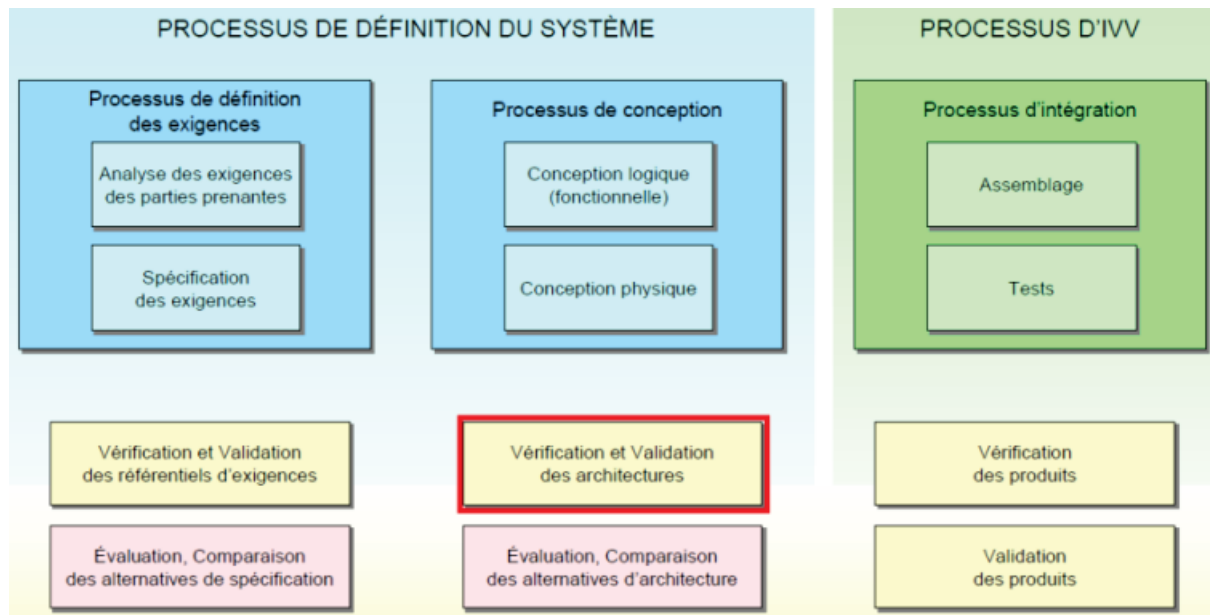 PROCESSUS DE DÉFINITION DU SYSTÈME
PROCESSUS D'IVV
Processus de définition
des exigences
Analyse des exigences
des parties prenantes
Spécification
des exigences
Processus de conception
Conception logique
(fonctionnelle)
Conception physique
Processus d'intégration
Assemblage
Tests
Vérification et Validation
des référentiels d'exigences
Vérification et Validation
des architectures
Vérification
des produits
Évaluation, Comparaison
des alternatives de spécification
Évaluation, Comparaison
des alternatives d'architecture
Validation
des produits